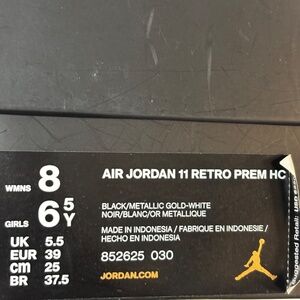 AIR JORDAN 11 RETRO PREM HC
WMNS 8
GIRLS 6.5Y
BLACK/METALLIC GOLD-WHITE
NOIR/BLANC/OR METALLIQUE
MADE IN INDONESIA / FABRIQUE EN INDONESIE /
HECHO EN INDONESIA
UK 5.5
EUR 39
cm 25
BR 37.5
852625 030
JORDAN.COM
Suggested Retail: